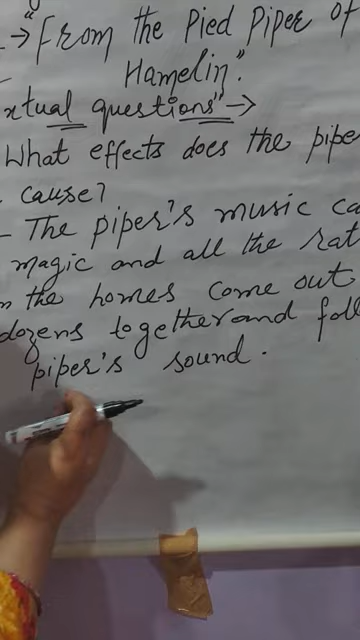 → "From the Pied Piper of
Hamelin".
xtual questions" →
What effects does the pipe
cause?
- The piper's music ca
magic and all the rat
m the homes come out
dozens together and foll
piper's sound.